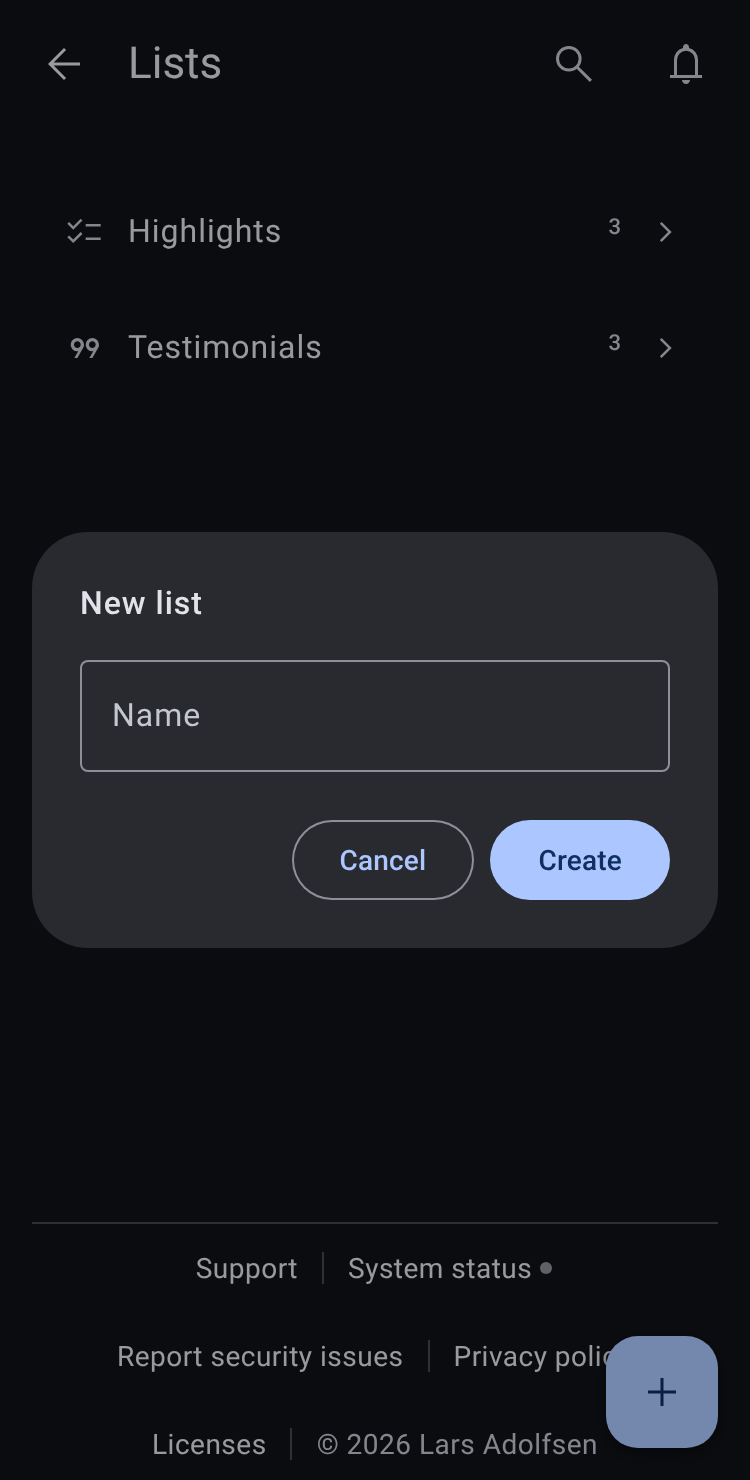 Lists
Highlights 3
Testimonials 3
New list
Name
Cancel Create
Support System status
Report security issues Privacy
Licenses © 2026 Lars Adolfsen